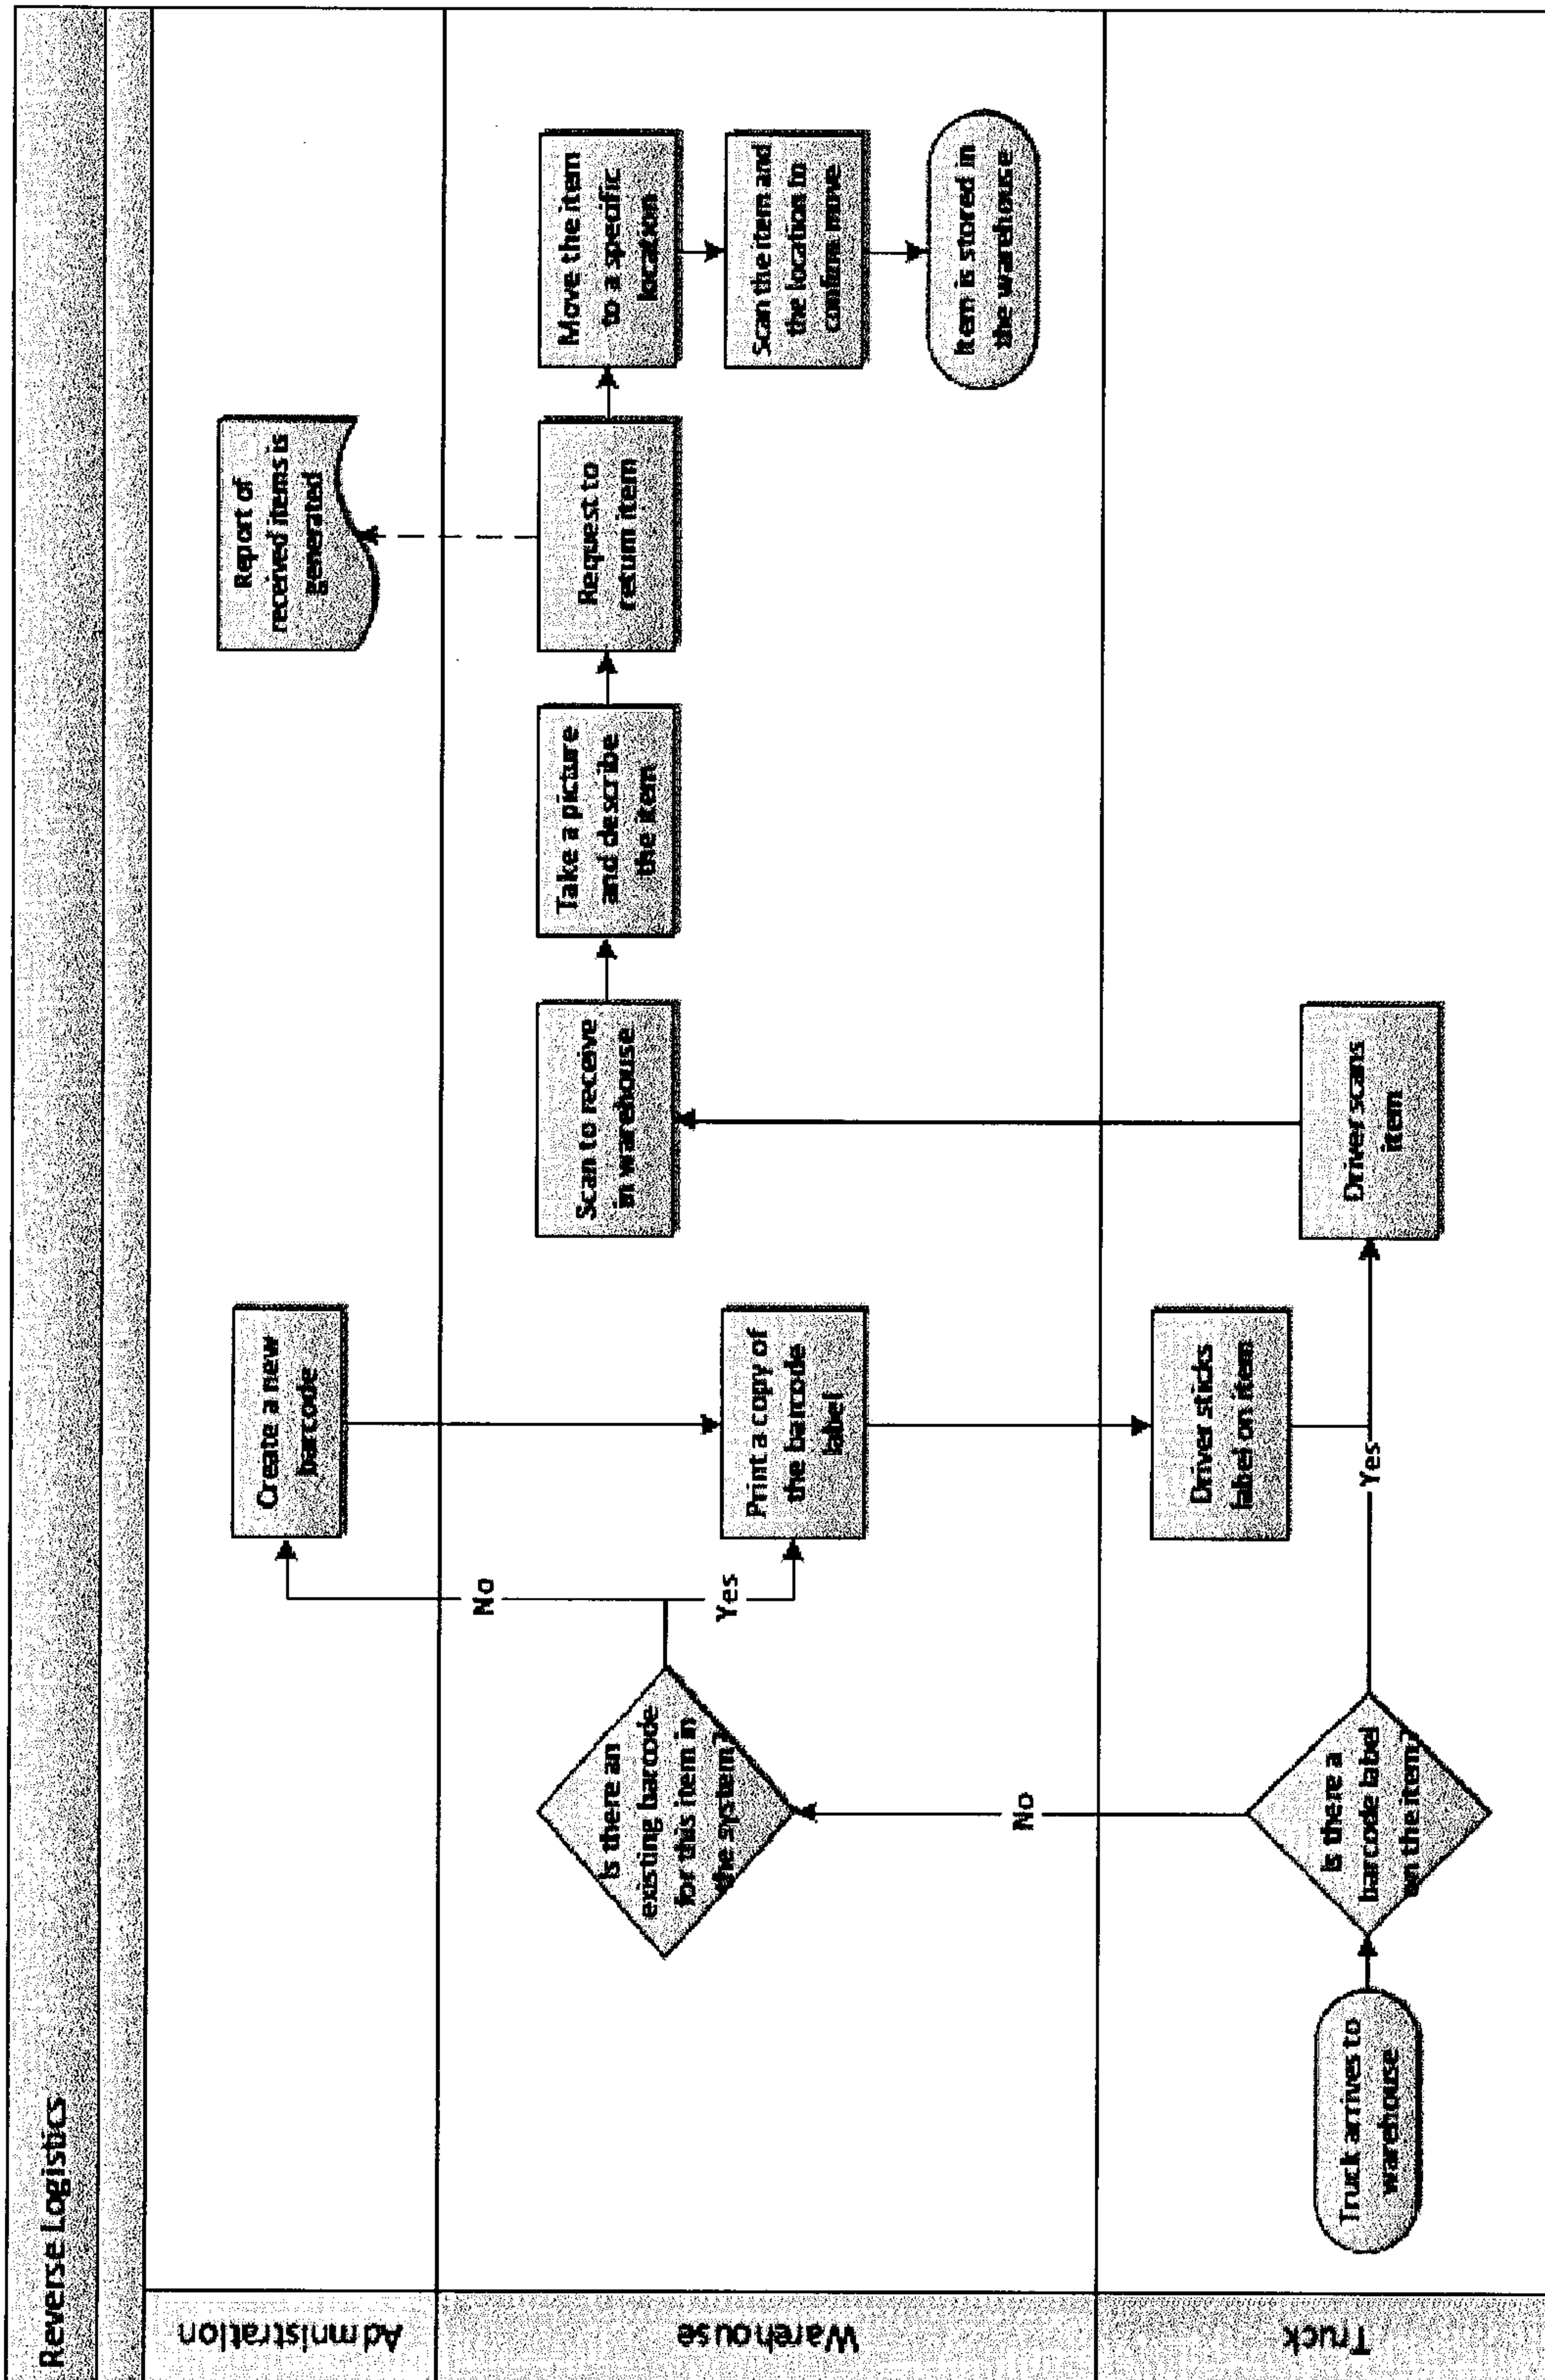 Reverse Logistics
Administration
Create a new
barcode
Report of
received items is
generated
Warehouse
Is there an
existing barcode
for this item in
the system?
No
Yes
Print a copy of
the barcode
label
Scan to receive
in warehouse
Take a picture
and describe
the item
Request to
return item
Move the item
to a specific
location
Scan the item and
the location to
confirm move
Item is stored in
the warehouse
Truck
Truck arrives to
warehouse
Is there a
barcode label
on the item?
No
Yes
Driver sticks
label on item
Driver scans
item